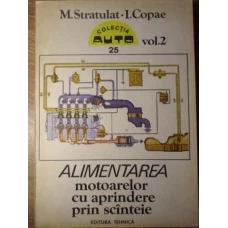 M. Stratulat - I. Copae
COLECȚIA
AUTO
25
vol.2
ALIMENTAREA
motoarelor
cu aprindere
prin scînteie
EDITURA TEHNICĂ